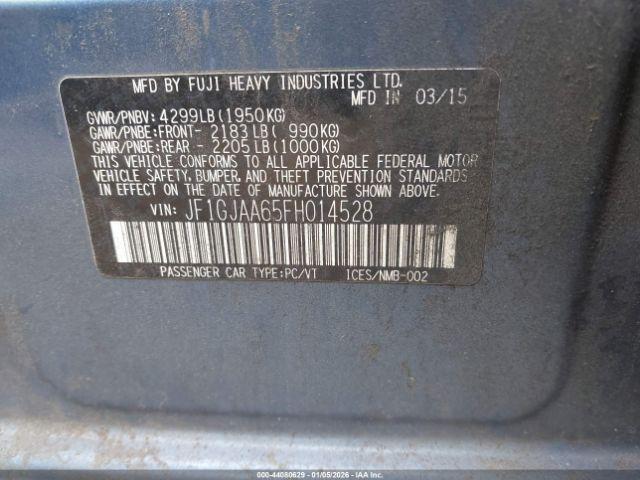 MFD BY FUJI HEAVY INDUSTRIES LTD.
MFD IN 03/15
GVWR/PNBV: 4299LB(1950KG)
GAWR/PNBE:FRONT- 2183LB( 990KG)
GAWR/PNBE:REAR - 2205LB(1000KG)
THIS VEHICLE CONFORMS TO ALL APPLICABLE FEDERAL MOTOR
VEHICLE SAFETY, BUMPER, AND THEFT PREVENTION STANDARDS
IN EFFECT ON THE DATE OF MANUFACTURE SHOWN ABOVE.
VIN: JF1GJAA65FH014528
PASSENGER CAR TYPE:PC/VT ICES/NMB-002
000-44080629 - 01/05/2026 - IAA, Inc.